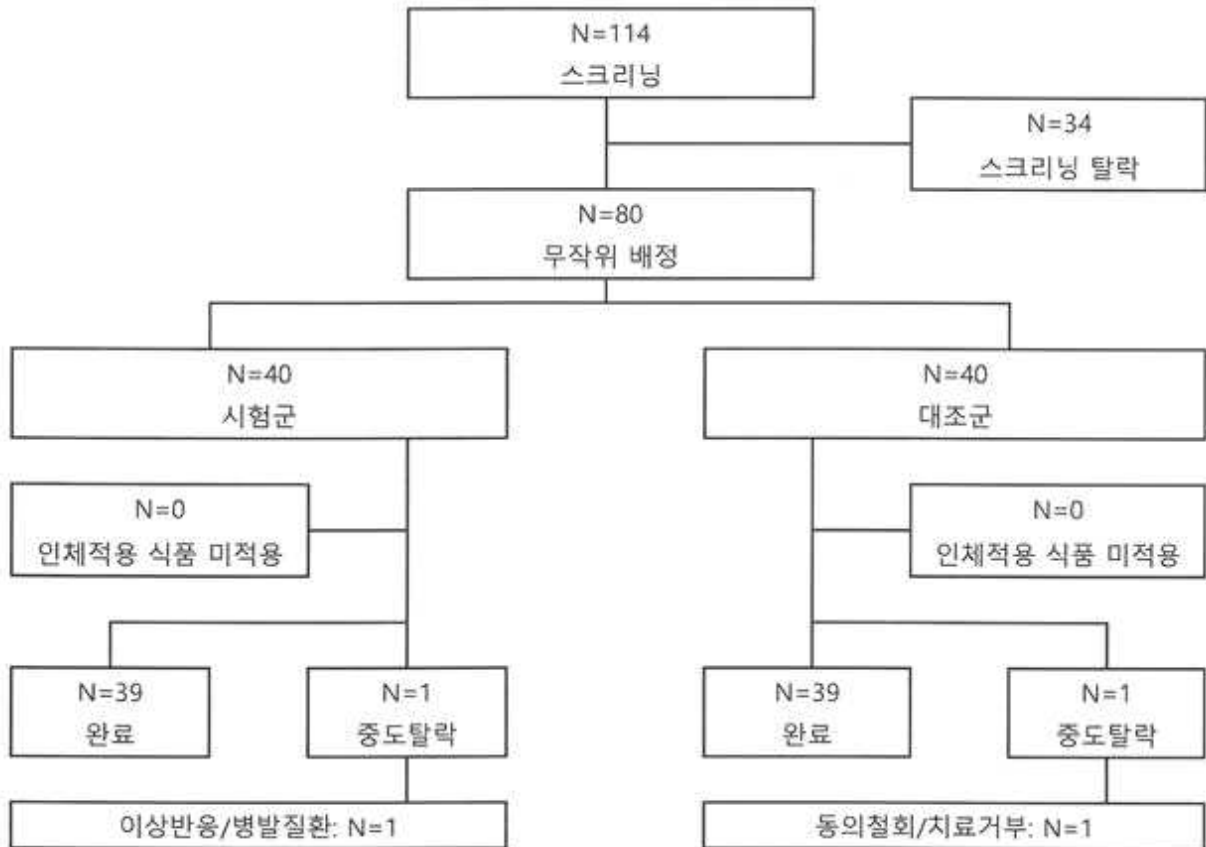 N=114
스크리닝
N=34
스크리닝 탈락
N=80
무작위 배정
N=40
시험군
N=40
대조군
N=0
인체적용 식품 미적용
N=0
인체적용 식품 미적용
N=39
완료
N=1
중도탈락
N=39
완료
N=1
중도탈락
이상반응/병발질환: N=1
동의철회/치료거부: N=1